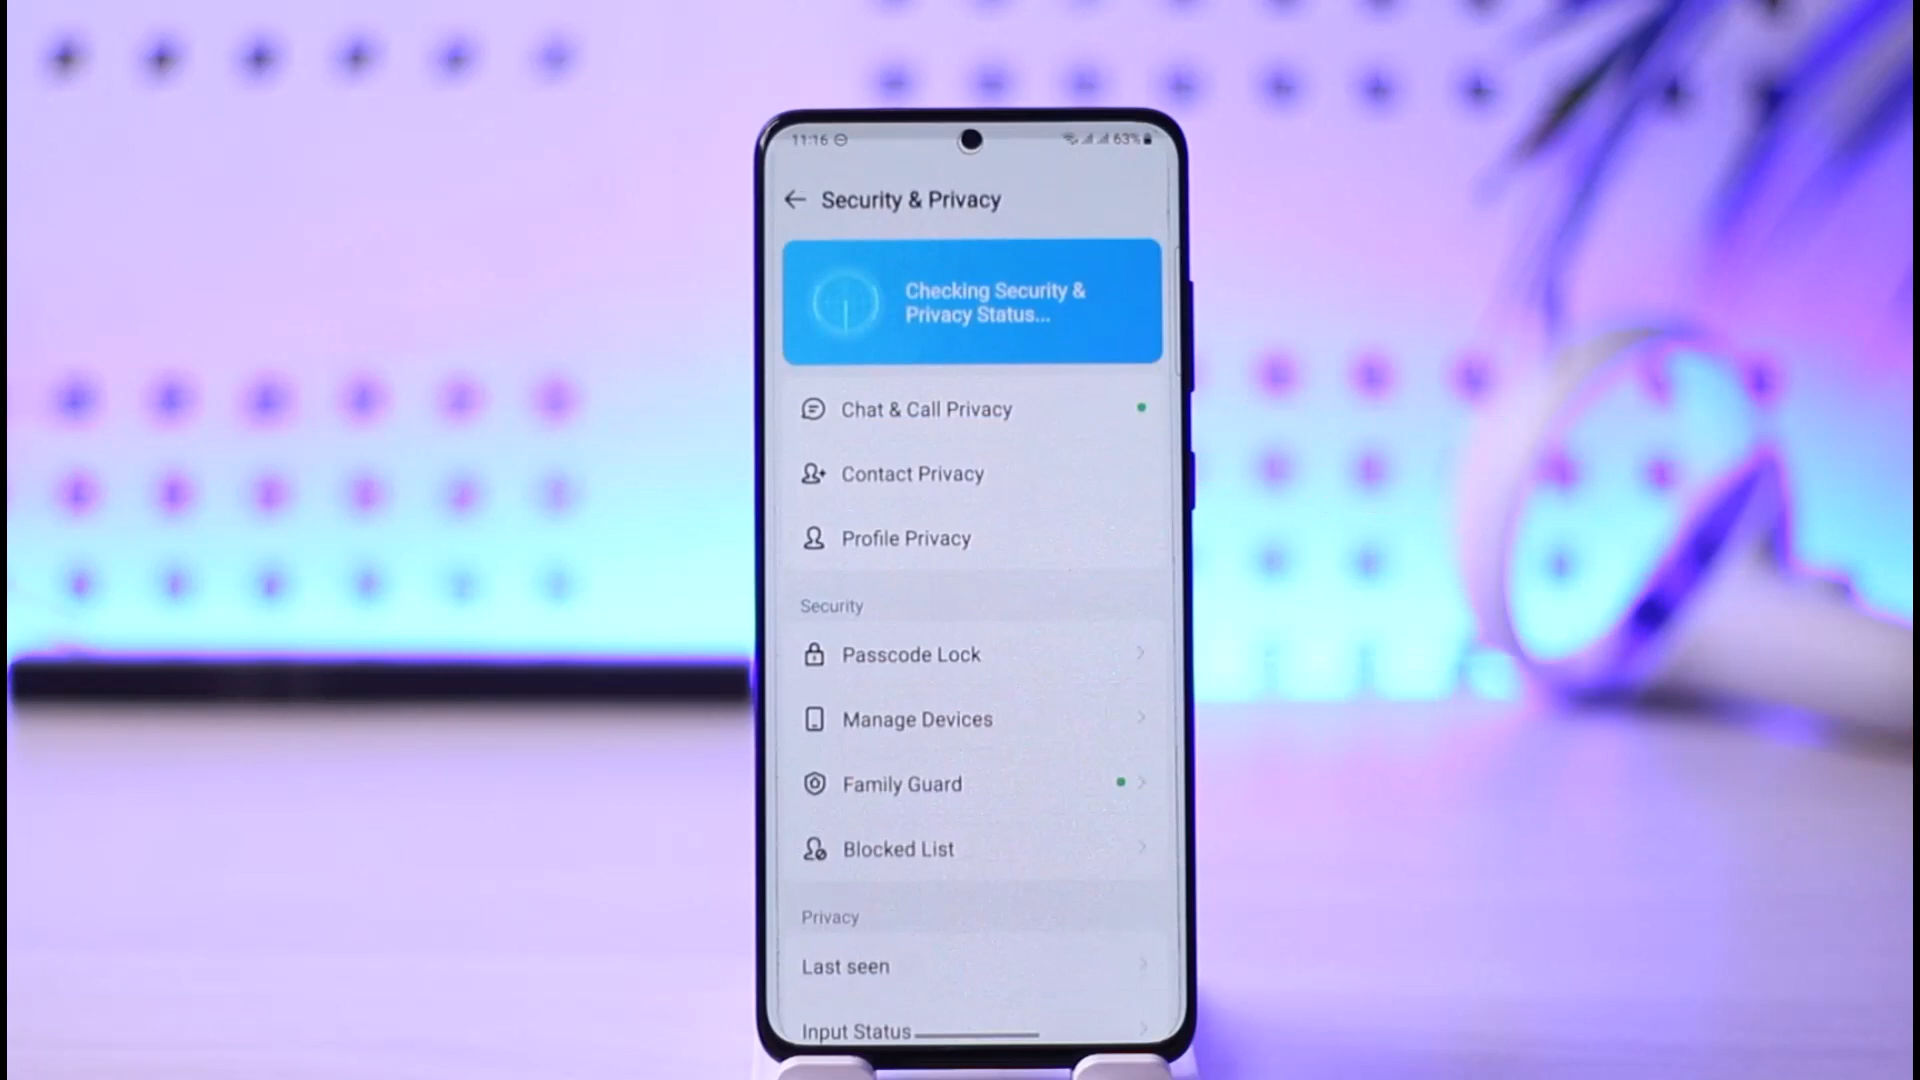 11:16 63%
Security & Privacy
Checking Security &
Privacy Status...
Chat & Call Privacy
Contact Privacy
Profile Privacy
Security
Passcode Lock
Manage Devices
Family Guard
Blocked List
Privacy
Last seen
Input Status